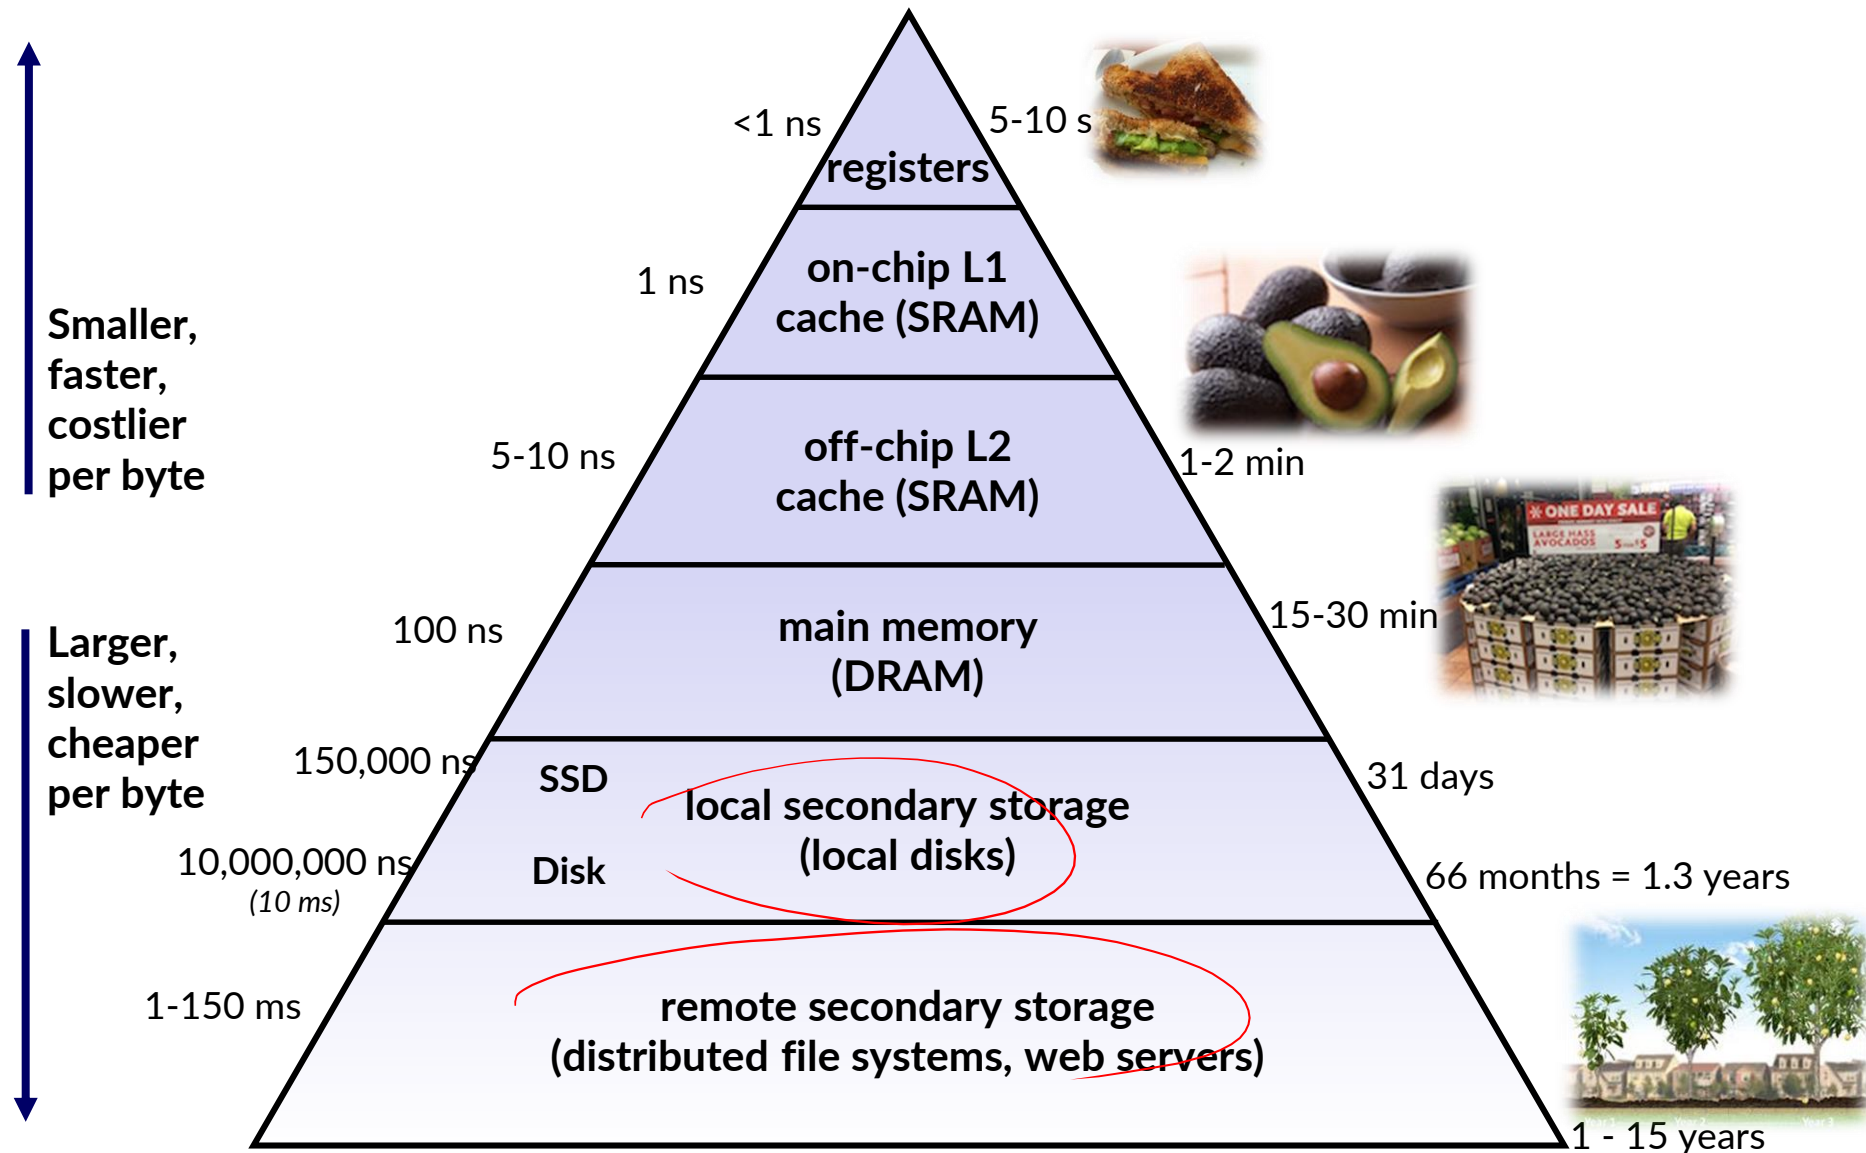 <1 ns
5-10 s
registers
1 ns
on-chip L1
cache (SRAM)
Smaller,
faster,
costlier
per byte
5-10 ns
off-chip L2
cache (SRAM)
1-2 min
ONE DAY SALE
LARGE HASS
AVOCADOS
Larger,
slower,
cheaper
per byte
100 ns
main memory
(DRAM)
15-30 min
150,000 ns
SSD
local secondary storage
(local disks)
31 days
10,000,000 ns
(10 ms)
Disk
66 months = 1.3 years
1-150 ms
remote secondary storage
(distributed file systems, web servers)
1 - 15 years